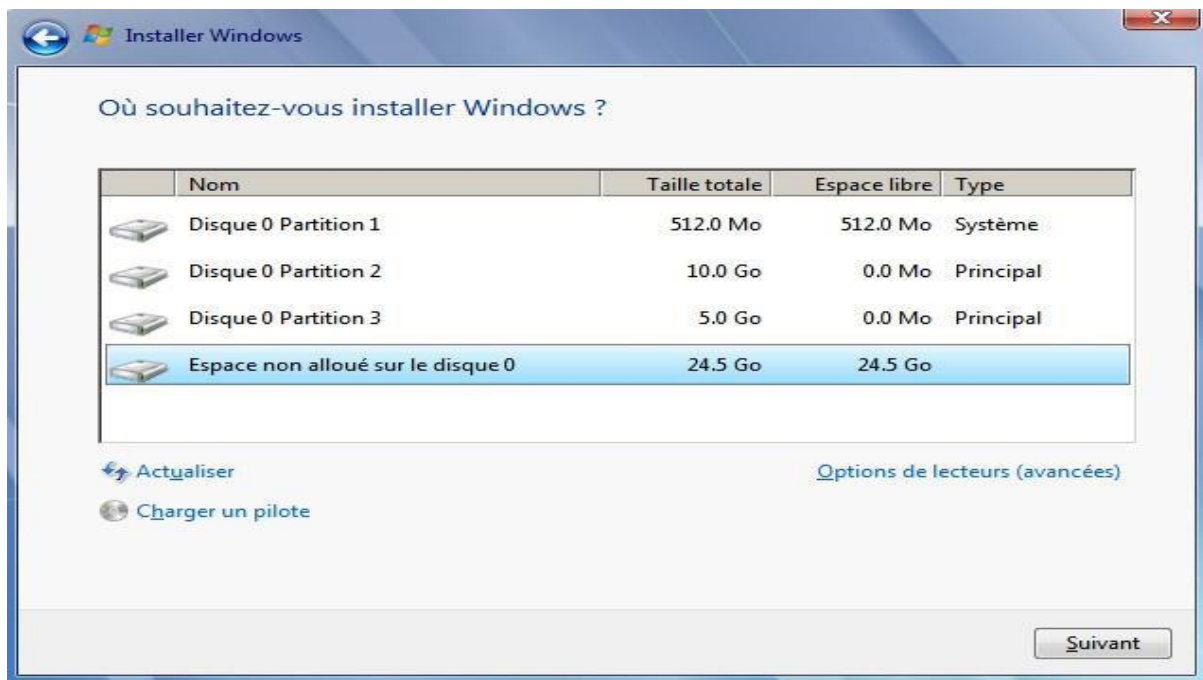 Installer Windows
Où souhaitez-vous installer Windows ?
Nom Taille totale Espace libre Type
Disque 0 Partition 1 512.0 Mo 512.0 Mo Système
Disque 0 Partition 2 10.0 Go 0.0 Mo Principal
Disque 0 Partition 3 5.0 Go 0.0 Mo Principal
Espace non alloué sur le disque 0 24.5 Go 24.5 Go
Actualiser Options de lecteurs (avancées)
Charger un pilote
Suivant